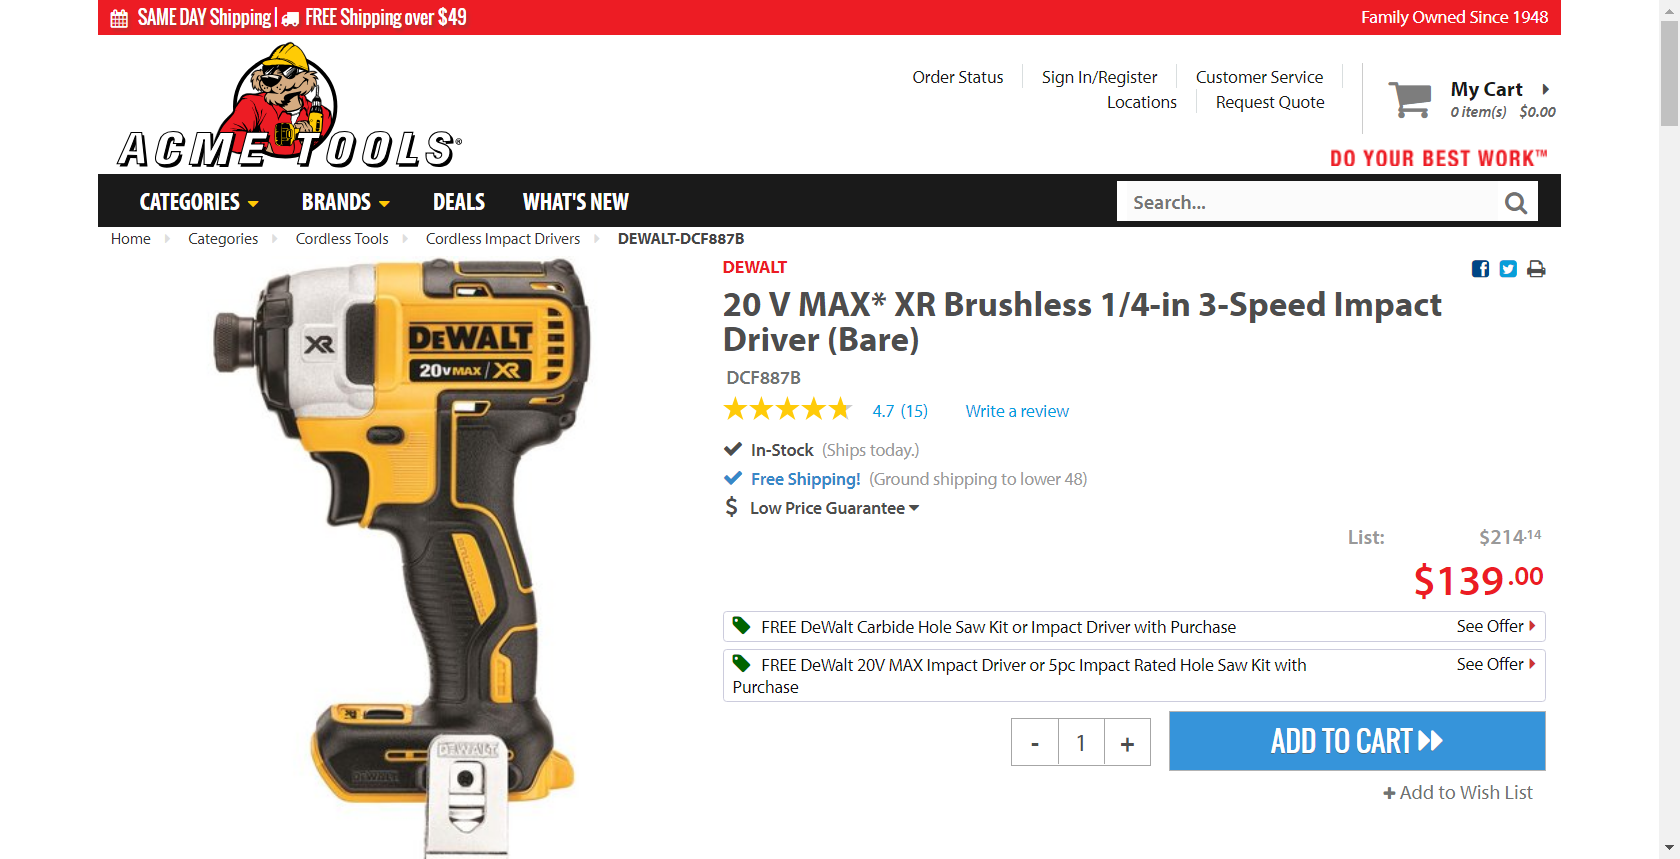 SAME DAY Shipping | FREE Shipping over $49
Family Owned Since 1948
Order Status
Sign In/Register
Customer Service
Locations
Request Quote
My Cart
0 item(s) $0.00
ACME TOOLS®
DO YOUR BEST WORK™
CATEGORIES
BRANDS
DEALS
WHAT'S NEW
Search...
Home
Categories
Cordless Tools
Cordless Impact Drivers
DEWALT-DCF887B
DEWALT
20 V MAX* XR Brushless 1/4-in 3-Speed Impact
Driver (Bare)
DCF887B
4.7 (15)
Write a review
In-Stock (Ships today.)
Free Shipping! (Ground shipping to lower 48)
$ Low Price Guarantee
List: $214.14
$139.00
FREE DeWalt Carbide Hole Saw Kit or Impact Driver with Purchase
See Offer
FREE DeWalt 20V MAX Impact Driver or 5pc Impact Rated Hole Saw Kit with
Purchase
See Offer
- 1 +
ADD TO CART
+ Add to Wish List
XR
DEWALT
20V MAX / XR
BRUSHLESS
XR
DEWALT
DEWALT